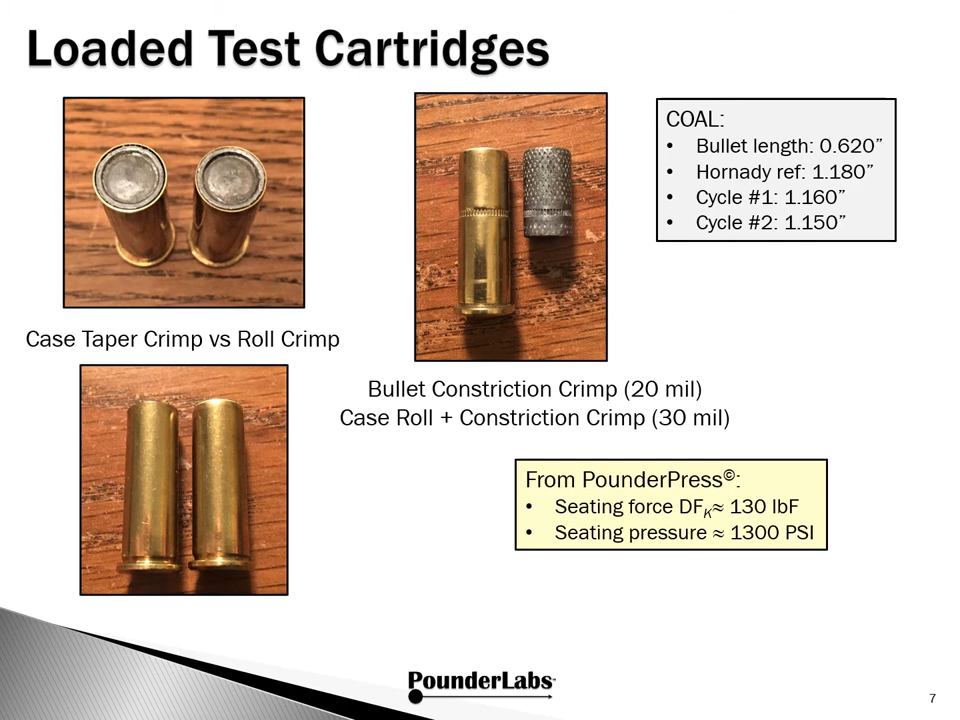 Loaded Test Cartridges
COAL:
• Bullet length: 0.620”
• Hornady ref: 1.180”
• Cycle #1: 1.160”
• Cycle #2: 1.150”
Case Taper Crimp vs Roll Crimp
Bullet Constriction Crimp (20 mil)
Case Roll + Constriction Crimp (30 mil)
From PounderPress©:
• Seating force DFK≈ 130 lbF
• Seating pressure ≈ 1300 PSI
PounderLabs™
7